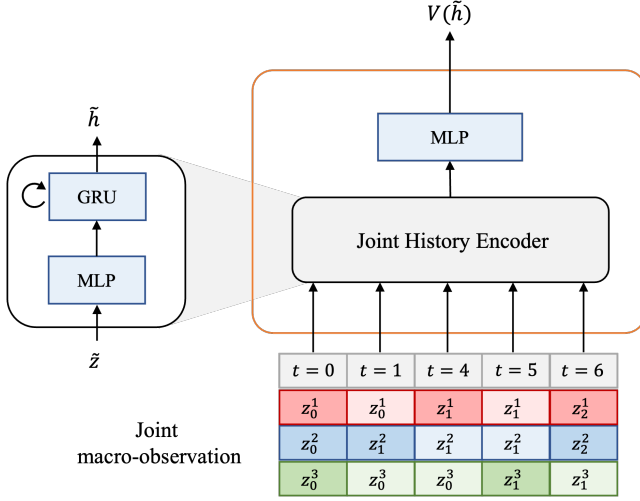 V(h̃)
h̃
MLP
GRU
Joint History Encoder
MLP
z̃
t = 0 t = 1 t = 4 t = 5 t = 6
z₀¹ z₀¹ z₁¹ z₁¹ z₂¹
Joint
macro-observation
z₀² z₁² z₁² z₁² z₂²
z₀³ z₀³ z₀³ z₁³ z₁³